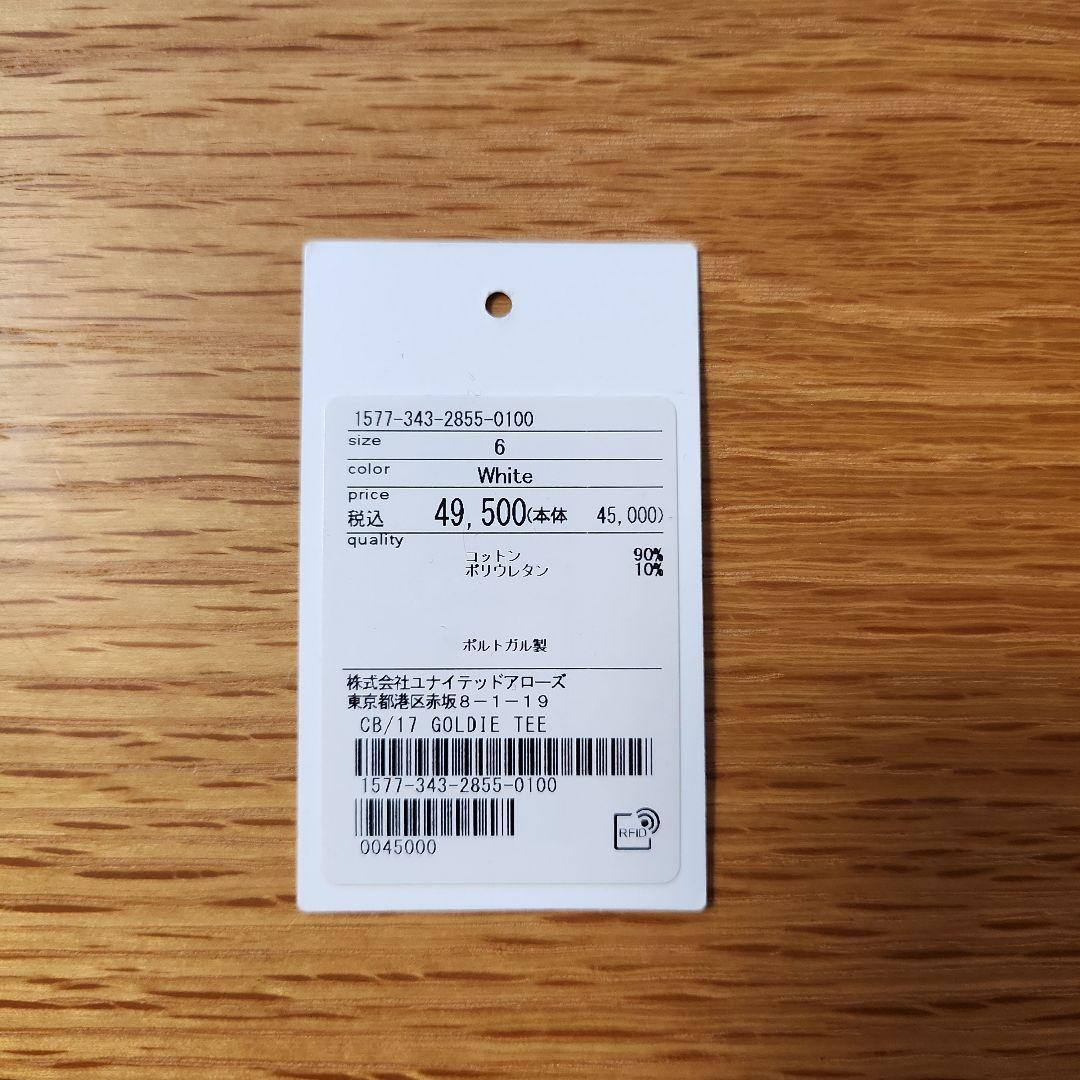 1577-343-2855-0100
size 6
color White
price
税込 49,500(本体 45,000)
quality
コットン 90%
ポリウレタン 10%
ポルトガル製
株式会社ユナイテッドアローズ
東京都港区赤坂８－１－１９
CB/17 GOLDIE TEE
1577-343-2855-0100
0045000
RFID